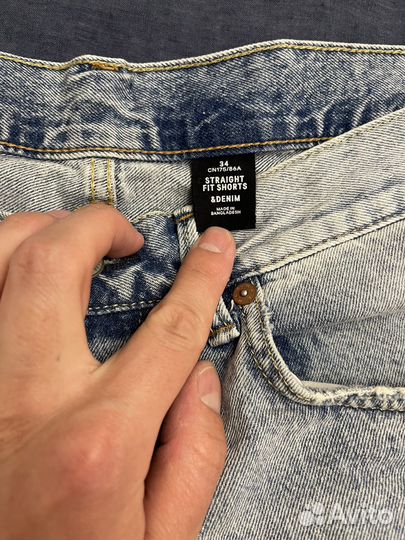 34
CN175/86A
STRAIGHT
FIT SHORTS
&DENIM
MADE IN
BANGLADESH
Avito